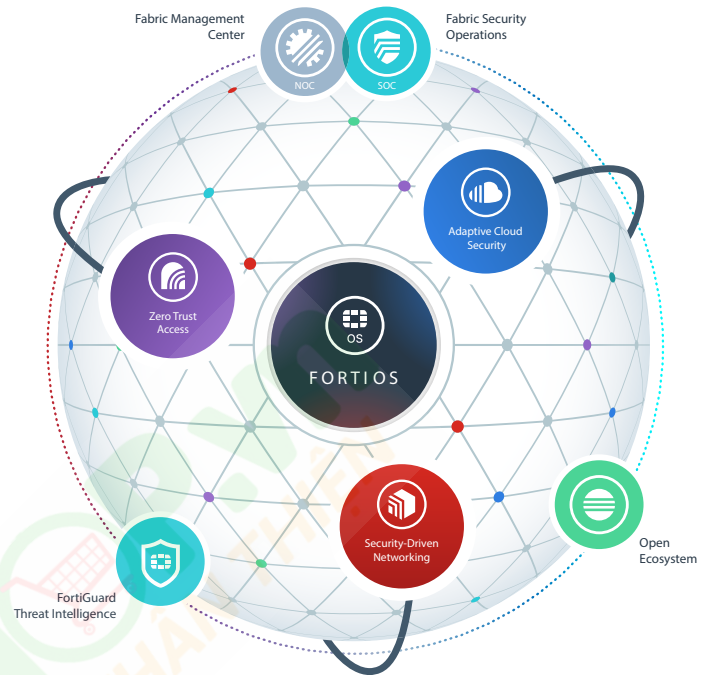 Fabric Management
Center
Fabric Security
Operations
NOC
SOC
Adaptive Cloud
Security
Zero Trust
Access
OS
FORTIOS
Security-Driven
Networking
Open
Ecosystem
FortiGuard
Threat Intelligence